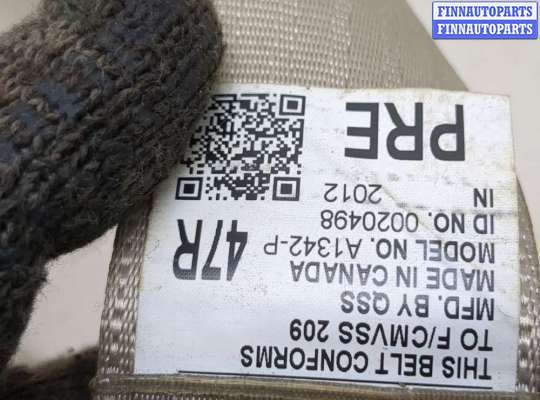 FINNAUTOPARTS
FINNAUTOPARTS
THIS BELT CONFORMS
TO F/CMVSS 209
MFD. BY QSS
MADE IN CANADA
MODEL NO. A1342-P
ID NO. 0020498
IN 2012
47R
PRE